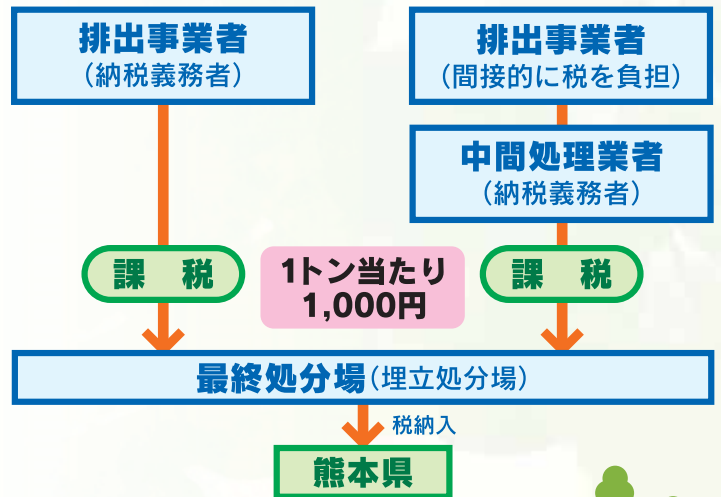 排出事業者
（納税義務者）
排出事業者
（間接的に税を負担）
中間処理業者
（納税義務者）
課　税
1トン当たり
1,000円
課　税
最終処分場（埋立処分場）
税納入
熊本県